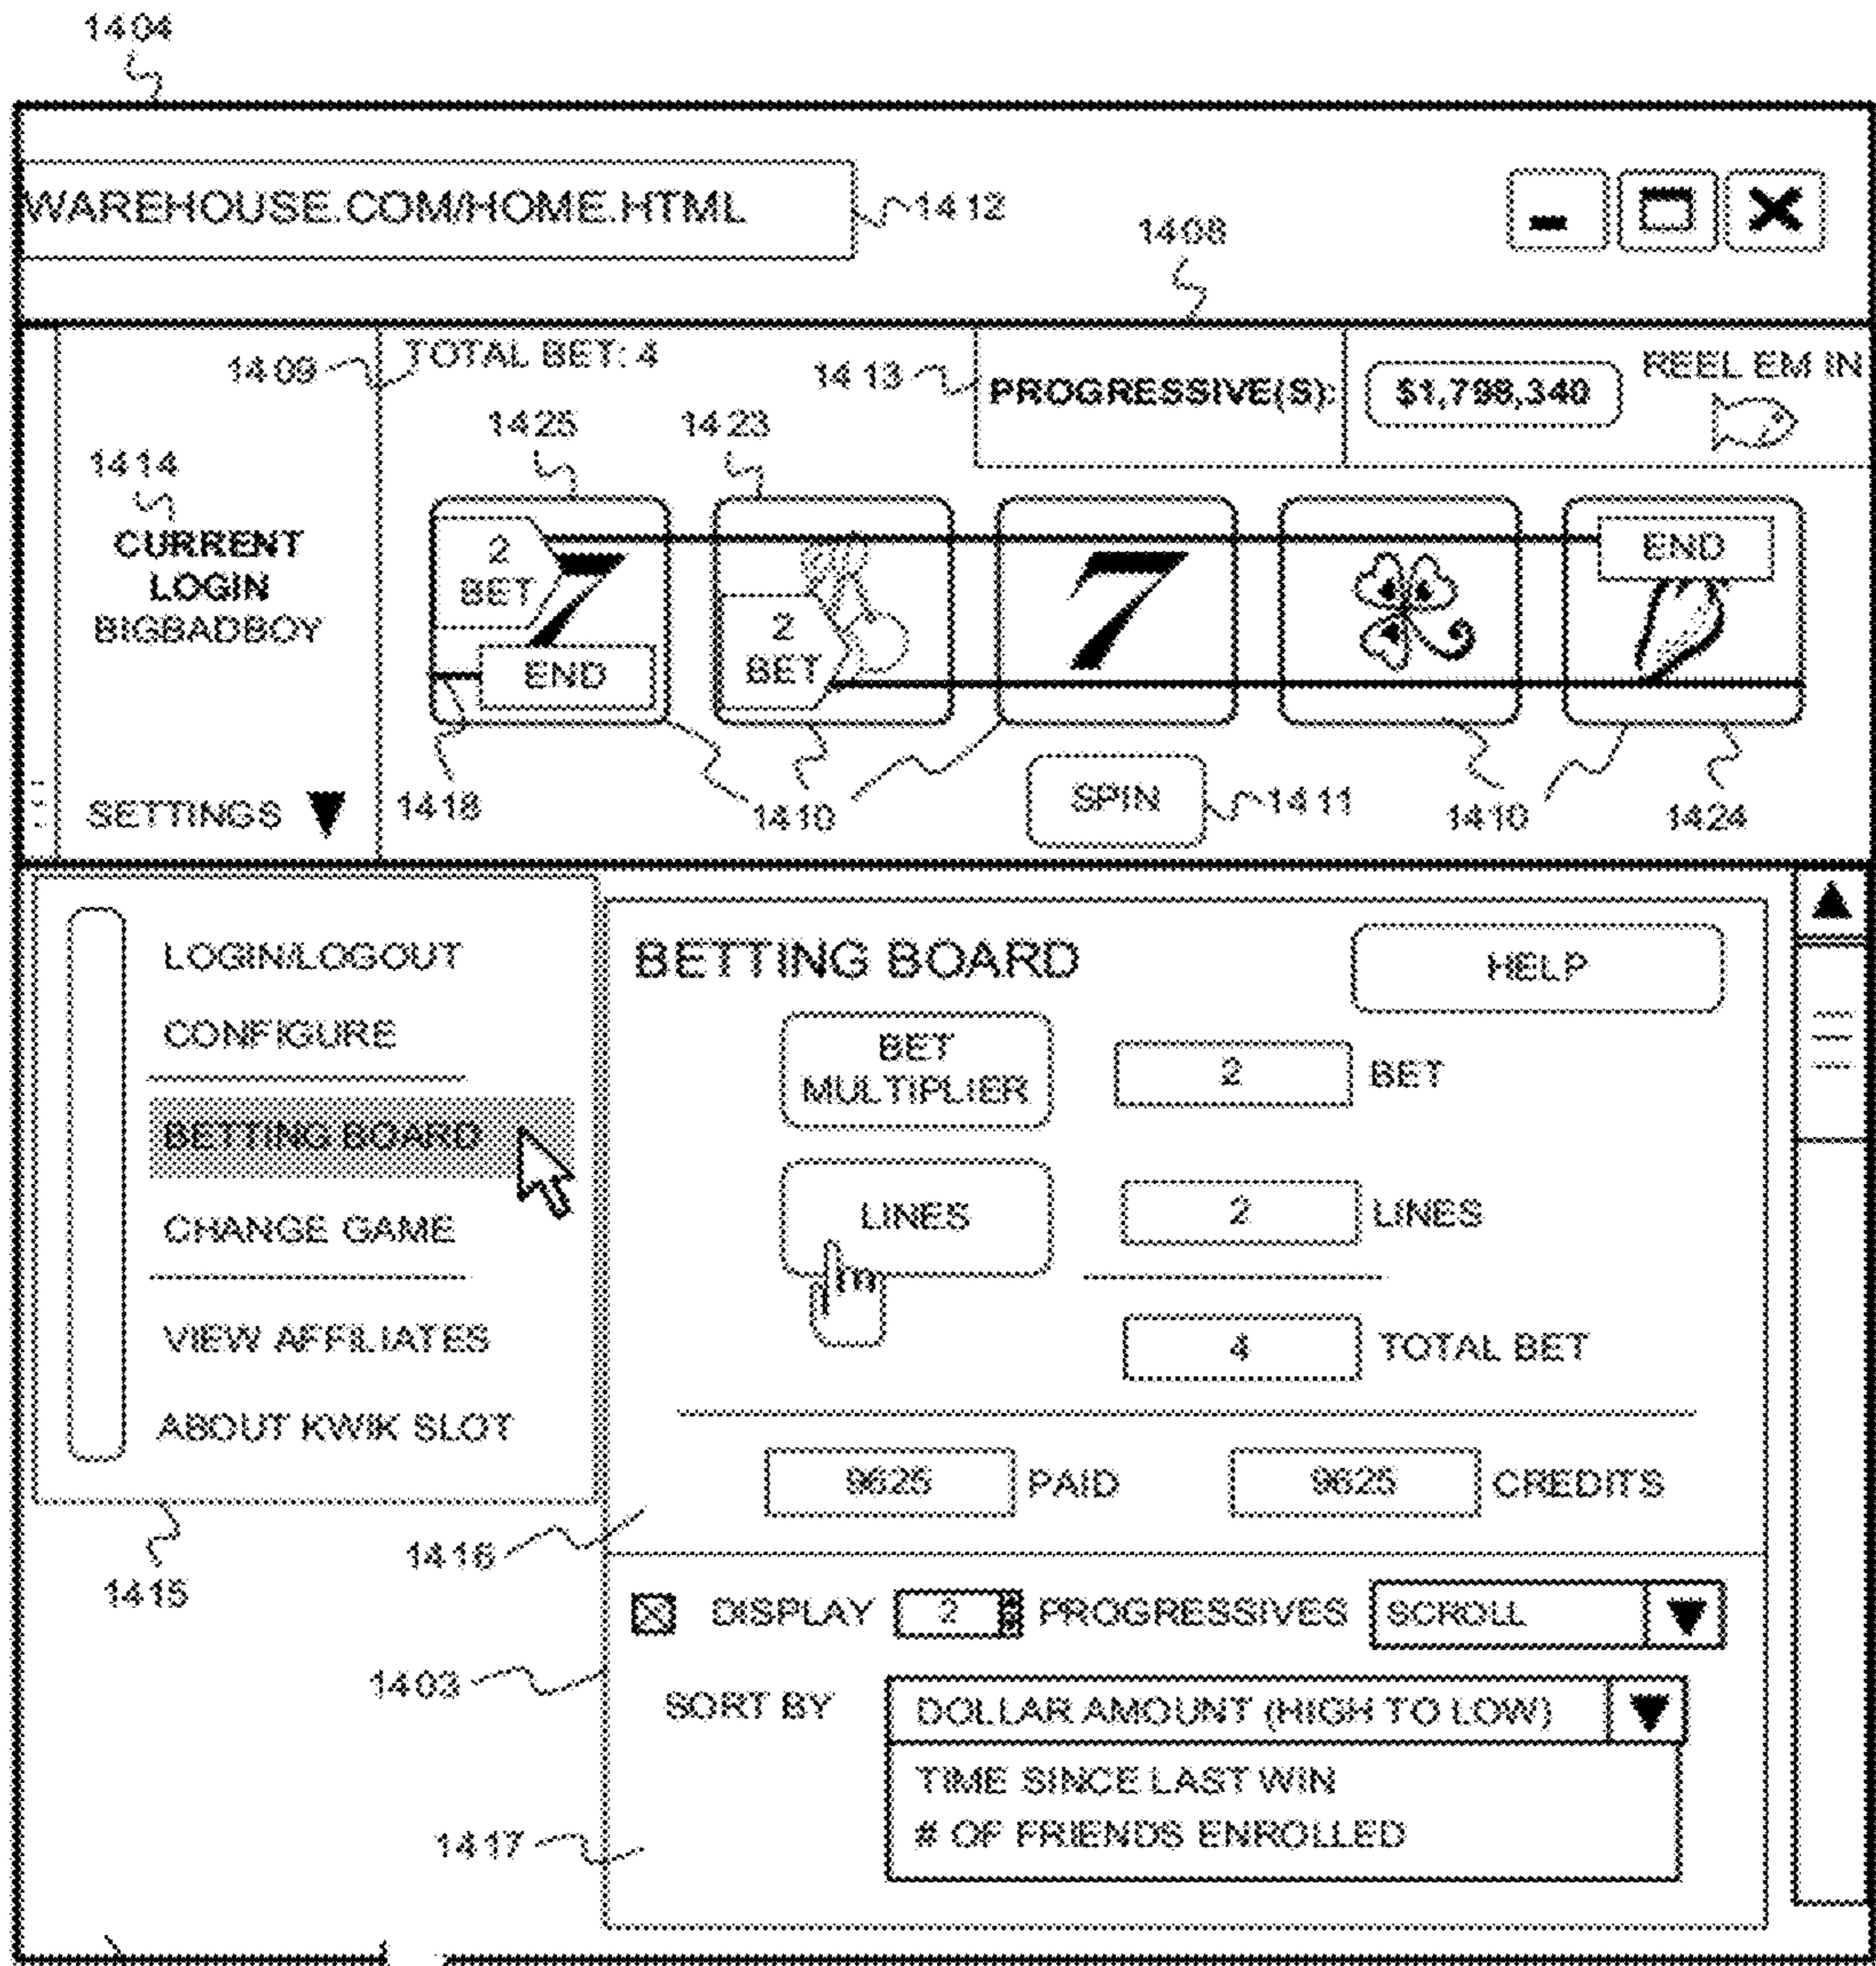 1404
WAREHOUSE.COM/HOME.HTML
1412
1408
1409
TOTAL BET: 4
1413
PROGRESSIVE(S):
$1,798,340
REEL EM IN
1425
1423
1414
CURRENT
LOGIN
BIGBADBOY
2
BET
7
END
2
BET
7
END
SETTINGS
1418
1410
SPIN
1411
1410
1424
LOGIN/LOGOUT
CONFIGURE
BETTING BOARD
CHANGE GAME
VIEW AFFILIATES
ABOUT KWIK SLOT
1415
BETTING BOARD
HELP
BET
MULTIPLIER
2 BET
LINES
2 LINES
4 TOTAL BET
9625 PAID
9625 CREDITS
1416
DISPLAY 2 PROGRESSIVES SCROLL
1403
SORT BY DOLLAR AMOUNT (HIGH TO LOW)
TIME SINCE LAST WIN
# OF FRIENDS ENROLLED
1417